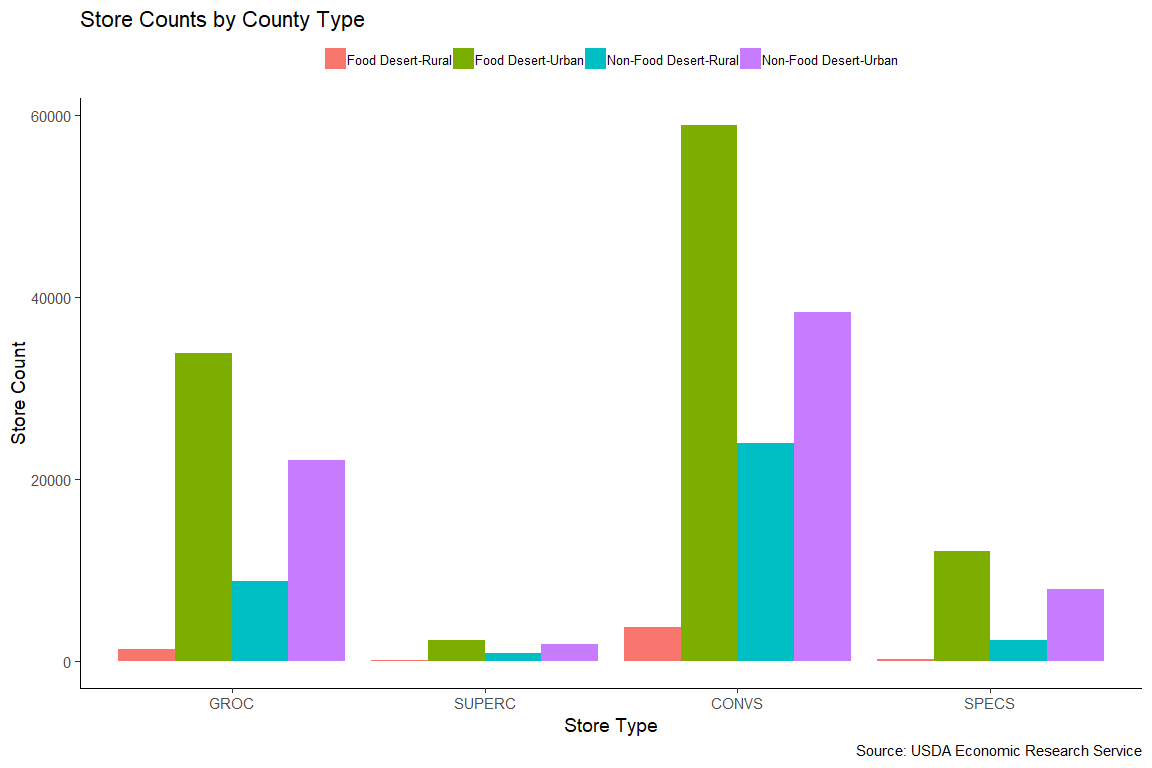 Store Counts by County Type
Food Desert-Rural Food Desert-Urban Non-Food Desert-Rural Non-Food Desert-Urban
60000
40000
20000
0
Store Count
GROC SUPERC CONVS SPECS
Store Type
Source: USDA Economic Research Service